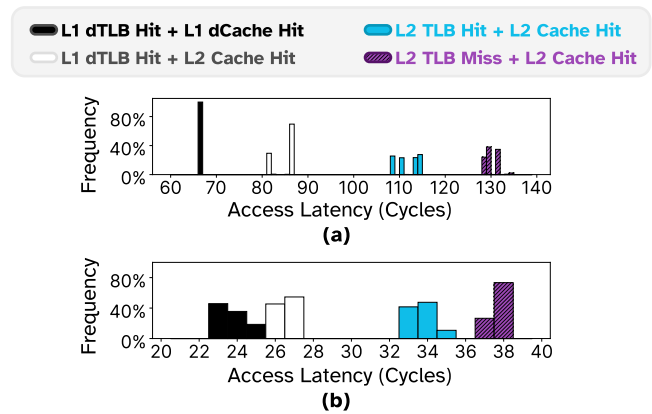 L1 dTLB Hit + L1 dCache Hit
L2 TLB Hit + L2 Cache Hit
L1 dTLB Hit + L2 Cache Hit
L2 TLB Miss + L2 Cache Hit
Frequency
80%
40%
0%
60 70 80 90 100 110 120 130 140
Access Latency (Cycles)
(a)
Frequency
80%
40%
0%
20 22 24 26 28 30 32 34 36 38 40
Access Latency (Cycles)
(b)